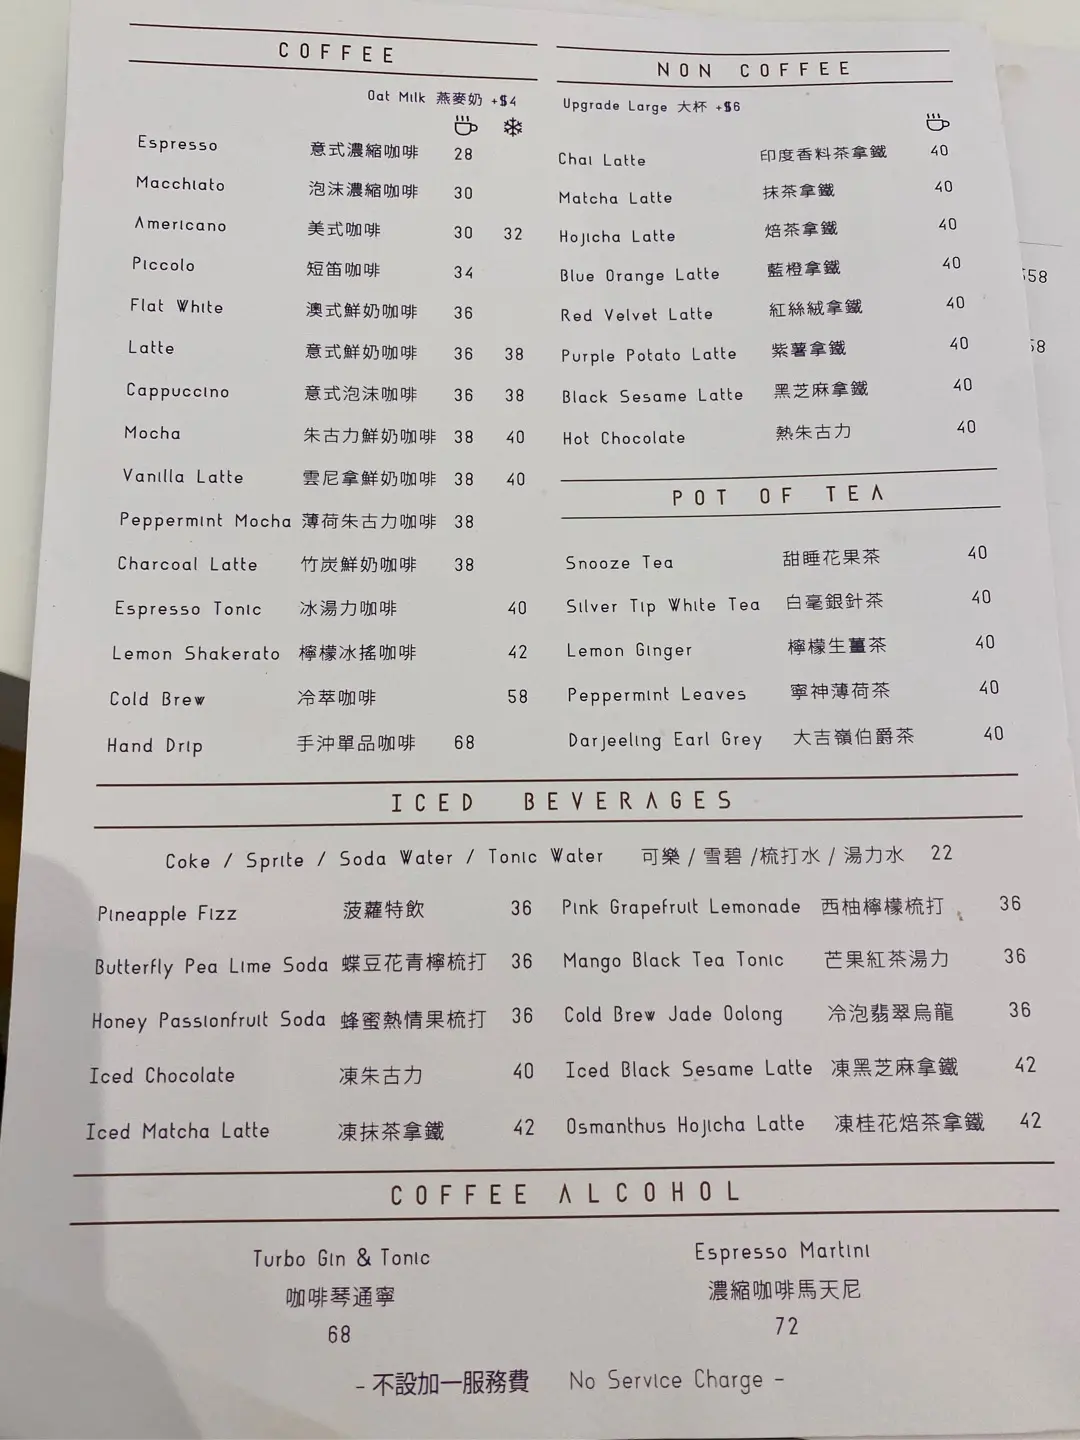 COFFEE
Oat Milk 燕麥奶 +$4
Espresso 意式濃縮咖啡 28
Macchiato 泡沫濃縮咖啡 30
Americano 美式咖啡 30 32
Piccolo 短笛咖啡 34
Flat White 澳式鮮奶咖啡 36
Latte 意式鮮奶咖啡 36 38
Cappuccino 意式泡沫咖啡 36 38
Mocha 朱古力鮮奶咖啡 38 40
Vanilla Latte 雲尼拿鮮奶咖啡 38 40
Peppermint Mocha 薄荷朱古力咖啡 38
Charcoal Latte 竹炭鮮奶咖啡 38
Espresso Tonic 冰湯力咖啡 40
Lemon Shakerato 檸檬冰搖咖啡 42
Cold Brew 冷萃咖啡 58
Hand Drip 手沖單品咖啡 68
NON COFFEE
Upgrade Large 大杯 +$6
Chai Latte 印度香料茶拿鐵 40
Matcha Latte 抹茶拿鐵 40
Hojicha Latte 焙茶拿鐵 40
Blue Orange Latte 藍橙拿鐵 40
Red Velvet Latte 紅絲絨拿鐵 40
Purple Potato Latte 紫薯拿鐵 40
Black Sesame Latte 黑芝麻拿鐵 40
Hot Chocolate 熱朱古力 40
POT OF TEA
Snooze Tea 甜睡花果茶 40
Silver Tip White Tea 白毫銀針茶 40
Lemon Ginger 檸檬生薑茶 40
Peppermint Leaves 寧神薄荷茶 40
Darjeeling Earl Grey 大吉嶺伯爵茶 40
ICED BEVERAGES
Coke / Sprite / Soda Water / Tonic Water 可樂 / 雪碧 /梳打水 / 湯力水 22
Pineapple Fizz 菠蘿特飲 36
Butterfly Pea Lime Soda 蝶豆花青檸梳打 36
Honey Passionfruit Soda 蜂蜜熱情果梳打 36
Iced Chocolate 凍朱古力 40
Iced Matcha Latte 凍抹茶拿鐵 42
Pink Grapefruit Lemonade 西柚檸檬梳打 36
Mango Black Tea Tonic 芒果紅茶湯力 36
Cold Brew Jade Oolong 冷泡翡翠烏龍 36
Iced Black Sesame Latte 凍黑芝麻拿鐵 42
Osmanthus Hojicha Latte 凍桂花焙茶拿鐵 42
COFFEE ALCOHOL
Turbo Gin & Tonic
咖啡琴通寧
68
Espresso Martini
濃縮咖啡馬天尼
72
- 不設加一服務費 No Service Charge -